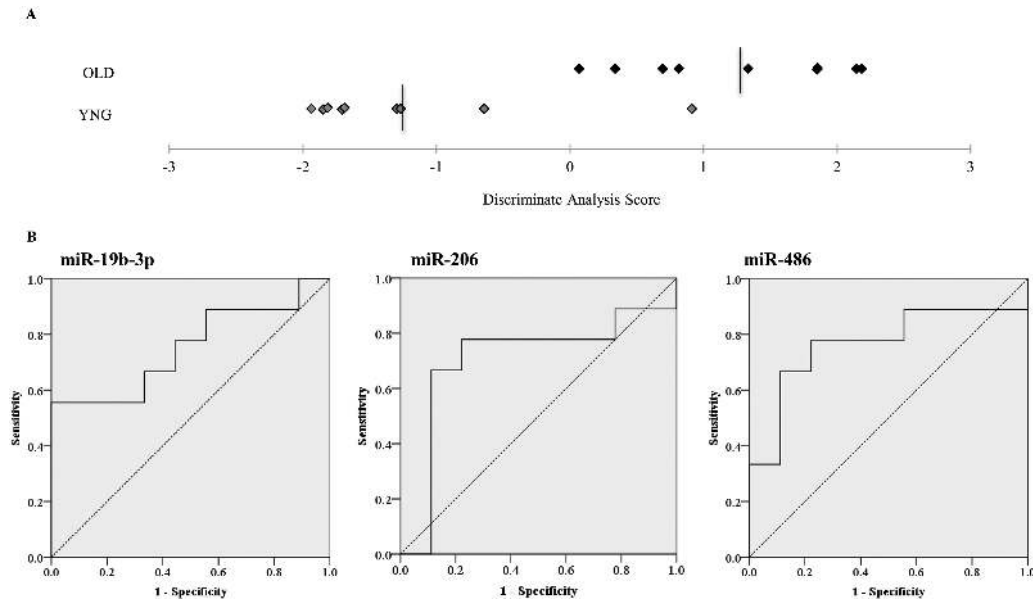 A
OLD
YNG
-3 -2 -1 0 1 2 3
Discriminate Analysis Score
B
miR-19b-3p miR-206 miR-486
1.0 1.0 1.0
0.8 0.8 0.8
0.6 0.6 0.6
Sensitivity Sensitivity Sensitivity
0.4 0.4 0.4
0.2 0.2 0.2
0.0 0.0 0.0
0.0 0.2 0.4 0.6 0.8 1.0 0.0 0.2 0.4 0.6 0.8 1.0 0.0 0.2 0.4 0.6 0.8 1.0
1 - Specificity 1 - Specificity 1 - Specificity